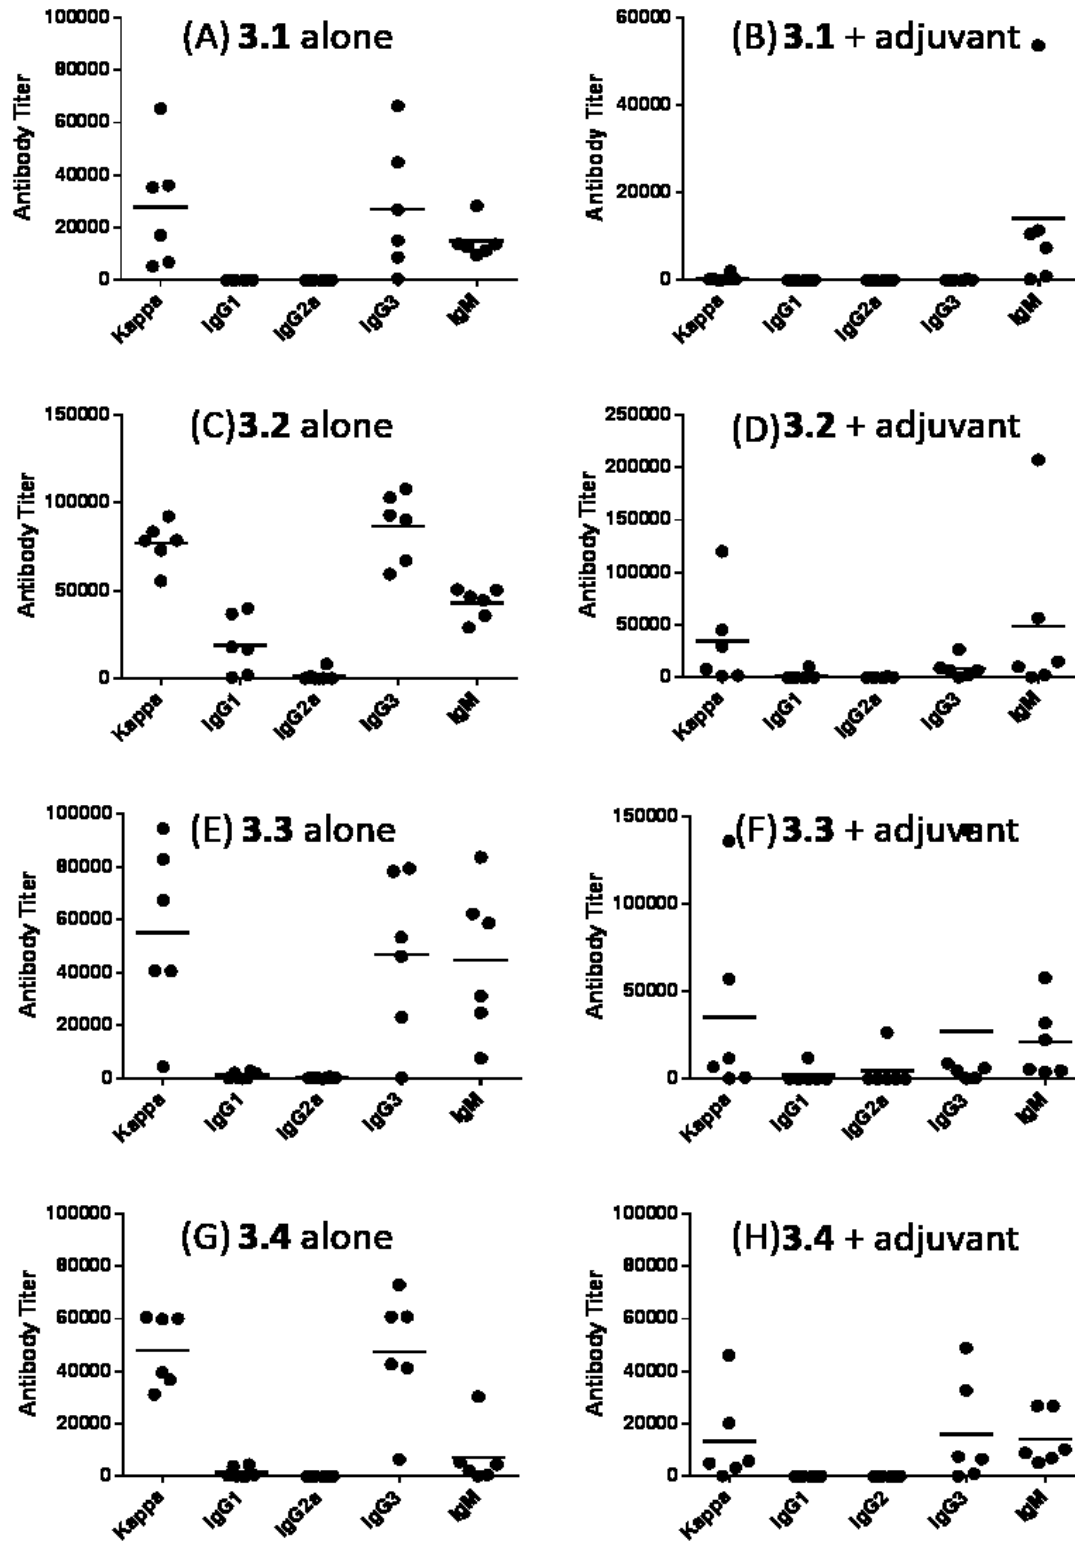 (A) 3.1 alone
Antibody Titer
100000
80000
60000
40000
20000
0
Kappa
IgG1
IgG2a
IgG3
IgM
(B) 3.1 + adjuvant
Antibody Titer
60000
40000
20000
0
Kappa
IgG1
IgG2a
IgG3
IgM
(C) 3.2 alone
Antibody Titer
150000
100000
50000
0
Kappa
IgG1
IgG2a
IgG3
IgM
(D) 3.2 + adjuvant
Antibody Titer
250000
200000
150000
100000
50000
0
Kappa
IgG1
IgG2a
IgG3
IgM
(E) 3.3 alone
Antibody Titer
100000
80000
60000
40000
20000
0
Kappa
IgG1
IgG2a
IgG3
IgM
(F) 3.3 + adjuvant
Antibody Titer
150000
100000
50000
0
Kappa
IgG1
IgG2a
IgG3
IgM
(G) 3.4 alone
Antibody Titer
100000
80000
60000
40000
20000
0
Kappa
IgG1
IgG2a
IgG3
IgM
(H) 3.4 + adjuvant
Antibody Titer
100000
80000
60000
40000
20000
0
Kappa
IgG1
IgG2
IgG3
IgM